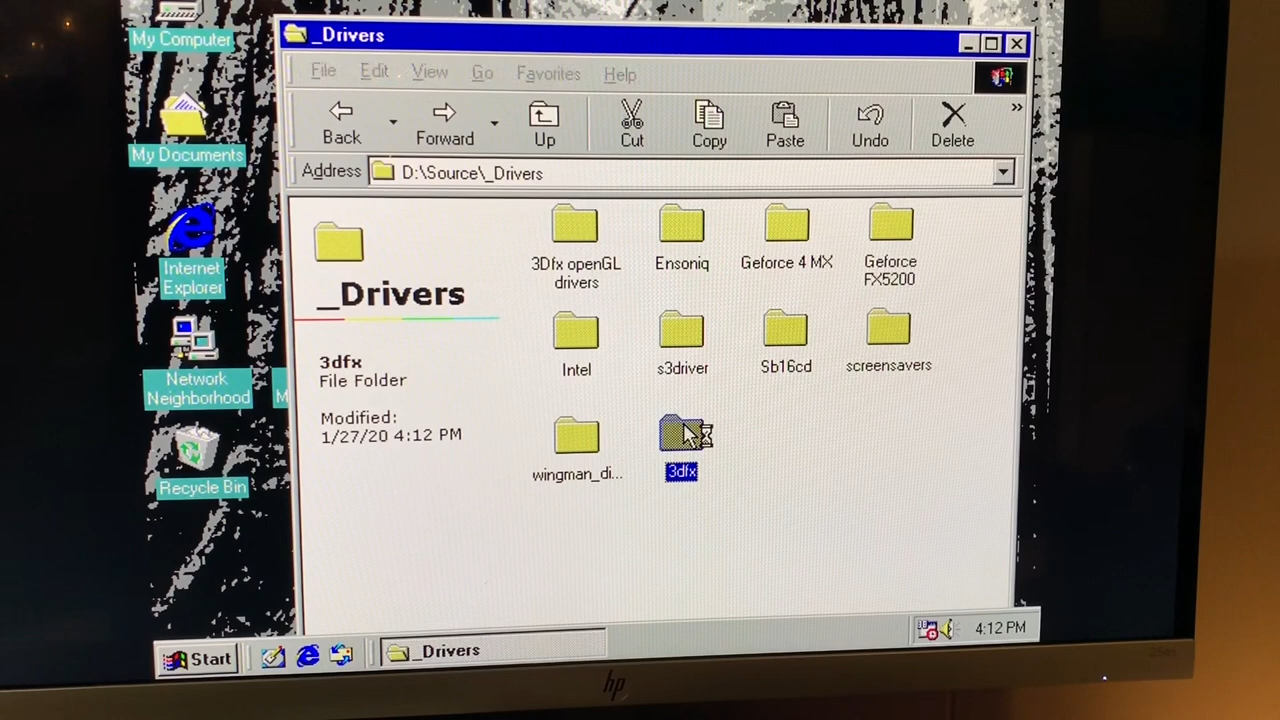 My Computer
My Documents
Internet
Explorer
Network
Neighborhood
M
Recycle Bin
_Drivers
File Edit View Go Favorites Help
Back Forward Up Cut Copy Paste Undo Delete »
Address D:\Source\_Drivers
_Drivers
3dfx
File Folder
Modified:
1/27/20 4:12 PM
3Dfx openGL
drivers
Ensoniq
Geforce 4 MX
Geforce
FX5200
Intel
s3driver
Sb16cd
screensavers
wingman_di...
3dfx
Start
_Drivers
4:12 PM
hp